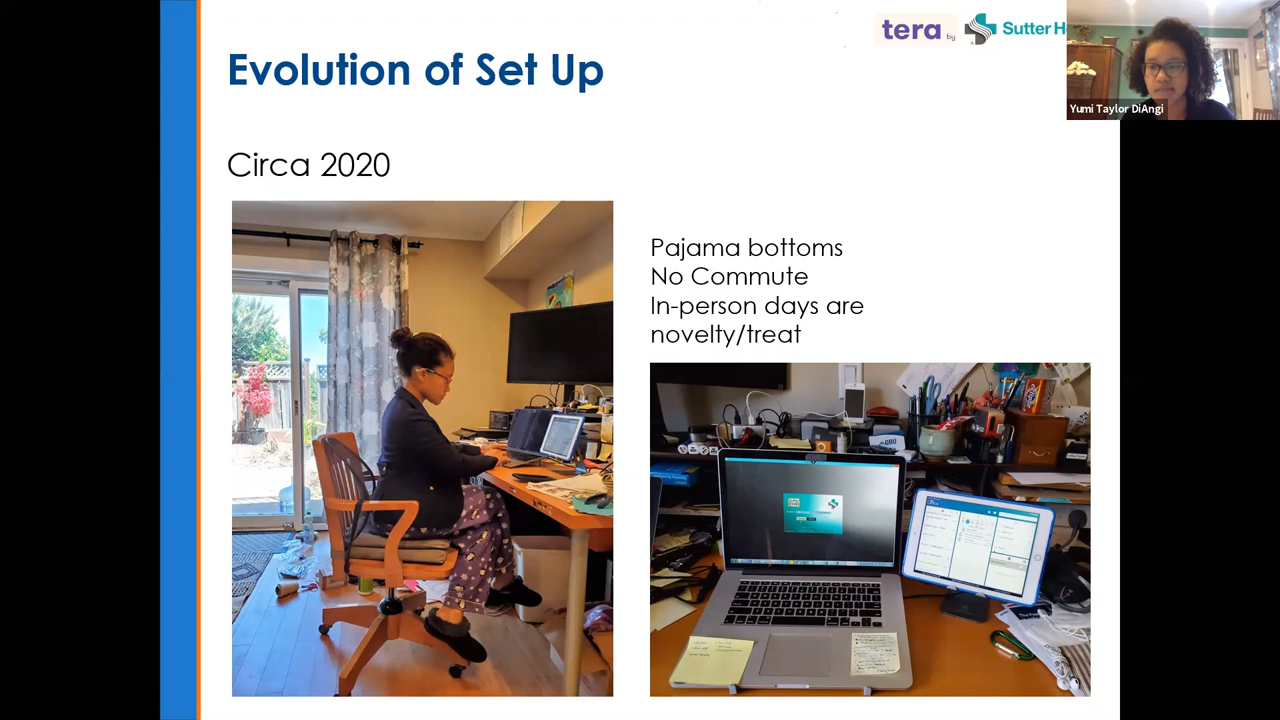 tera by Sutter H
Yumi Taylor DiAngi
Evolution of Set Up
Circa 2020
Pajama bottoms
No Commute
In-person days are
novelty/treat